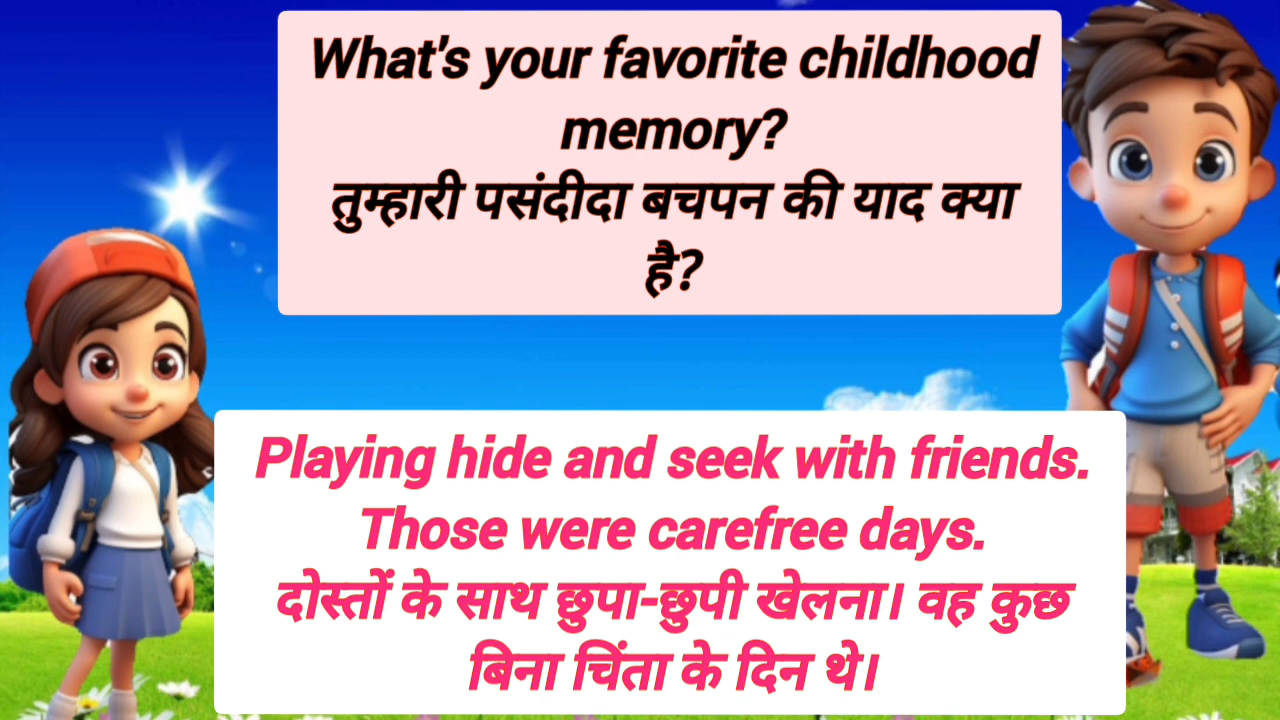 What's your favorite childhood
memory?
तुम्हारी पसंदीदा बचपन की याद क्या
है?
Playing hide and seek with friends.
Those were carefree days.
दोस्तों के साथ छुपा-छुपी खेलना। वह कुछ
बिना चिंता के दिन थे।